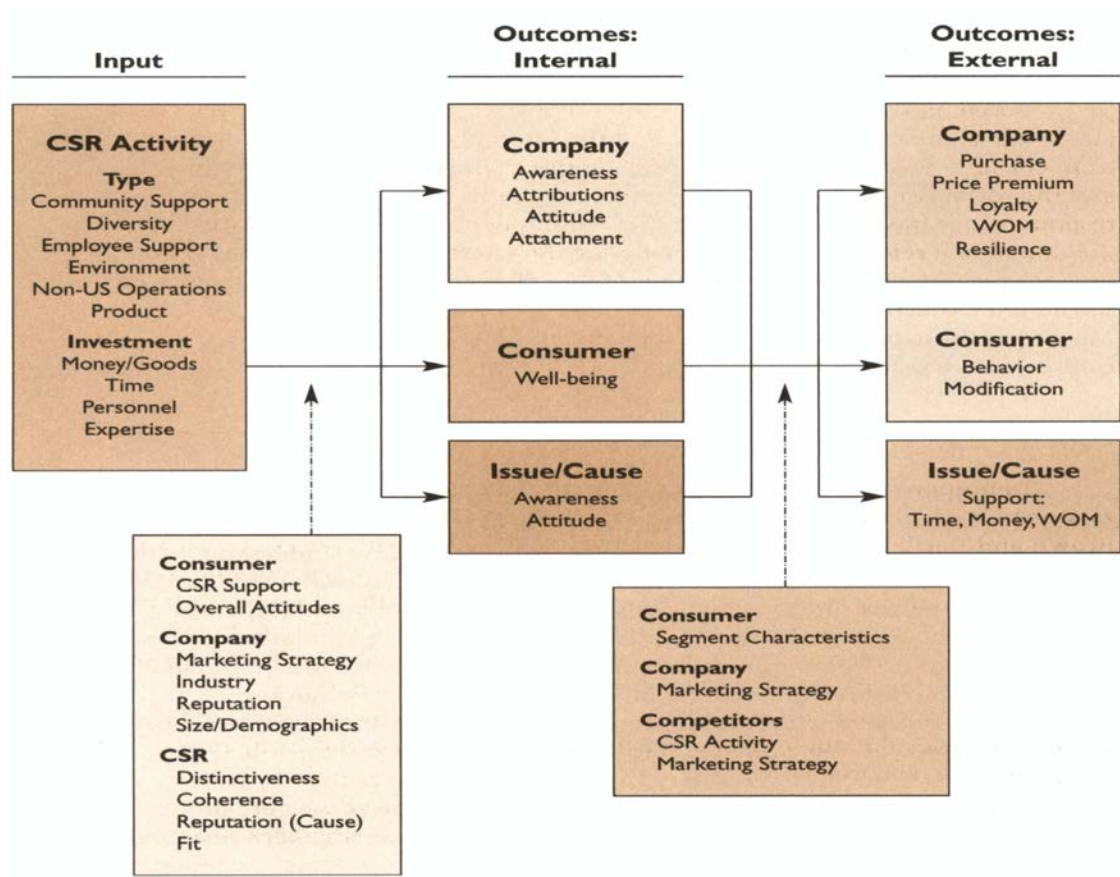 Input
Outcomes:
Internal
Outcomes:
External
CSR Activity
Type
Community Support
Diversity
Employee Support
Environment
Non-US Operations
Product
Investment
Money/Goods
Time
Personnel
Expertise
Company
Awareness
Attributions
Attitude
Attachment
Consumer
Well-being
Issue/Cause
Awareness
Attitude
Company
Purchase
Price Premium
Loyalty
WOM
Resilience
Consumer
Behavior
Modification
Issue/Cause
Support:
Time, Money, WOM
Consumer
CSR Support
Overall Attitudes
Company
Marketing Strategy
Industry
Reputation
Size/Demographics
CSR
Distinctiveness
Coherence
Reputation (Cause)
Fit
Consumer
Segment Characteristics
Company
Marketing Strategy
Competitors
CSR Activity
Marketing Strategy